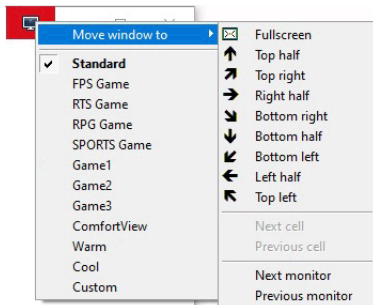 Move window to
Standard
FPS Game
RTS Game
RPG Game
SPORTS Game
Game1
Game2
Game3
ComfortView
Warm
Cool
Custom
Fullscreen
Top half
Top right
Right half
Bottom right
Bottom half
Bottom left
Left half
Top left
Next cell
Previous cell
Next monitor
Previous monitor